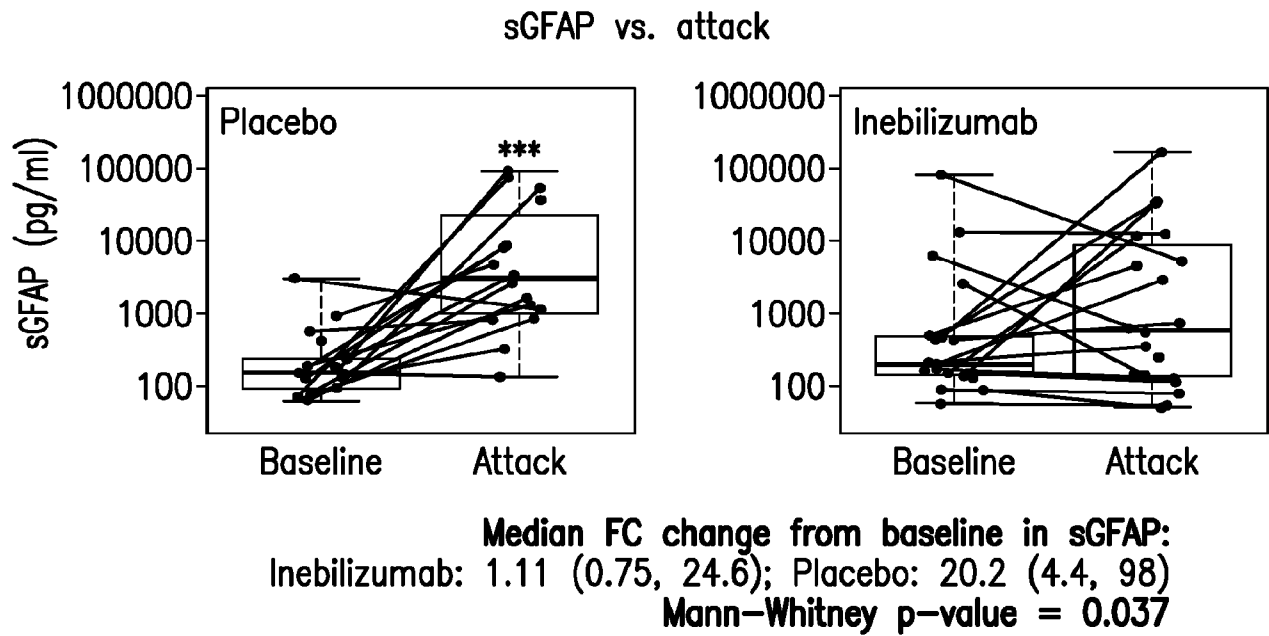 sGFAP vs. attack
sGFAP (pg/ml)
1000000
100000
10000
1000
100
Placebo
***
Baseline
Attack
1000000
100000
10000
1000
100
Inebilizumab
Baseline
Attack
Median FC change from baseline in sGFAP:
Inebilizumab: 1.11 (0.75, 24.6); Placebo: 20.2 (4.4, 98)
Mann-Whitney p-value = 0.037